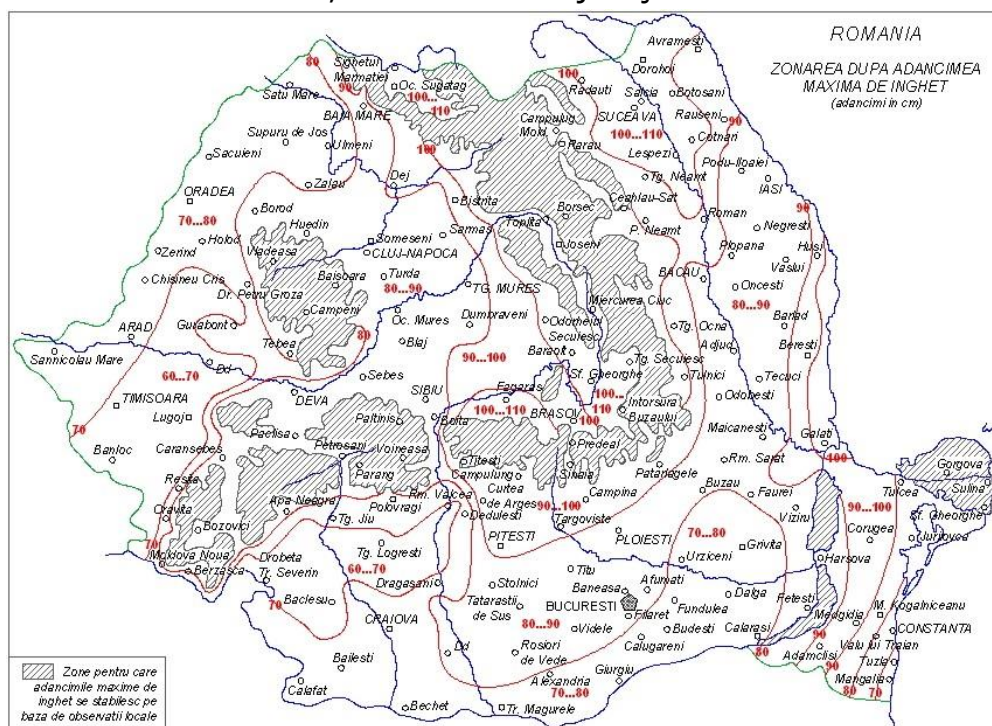 ROMANIA
ZONAREA DUPA ADANCIMEA
MAXIMA DE INGHET
(adancimi in cm)
Avramesti
Dorohoi
Sighetul
Marmatiei
Oc. Sugatag
80
90
100...
110
100
Radauti
Salcia
Botosani
SUCEAVA
Rauseni
90
Satu Mare
BAIA MARE
Campulug
Mold
Rarau
100...110
Cotnari
Supuru de Jos
Ulmeni
100
Lespezi
Podu-Iloaiei
Sacuieni
IASI
Zalau
Dej
Tg. Neamt
ORADEA
Bistrita
Ceahlau-Sat
Borsec
70...80
Borod
Toplita
Roman
90
Huedin
Sarmas
P. Neamt
Negresti
Holod
Someseni
Joseni
Plopana
Husi
Zerind
Vladeasa
CLUJ-NAPOCA
Vaslui
Chisineu Cris
Baisoara
Turda
BACAU
Oncesti
Dr. Petru Groza
80...90
TG. MURES
Miercurea Ciuc
80...90
Campeni
Oc. Mures
Dumbraveni
Odorheiu
Secuiesc
Gurabont
80
Tg. Ocna
Barlad
ARAD
Tebea
Blaj
Baraolt
Adjud
Beresti
Sannicolau Mare
90...100
Tg. Secuiesc
60...70
Dd
Sebes
Sf. Gheorghe
Tulnici
Tecuci
Fagaras
100...
110
TIMISOARA
DEVA
SIBIU
100...110
BRASOV
Intorsura
Buzaului
Odobesti
Lugoj
Paltinis
Boita
100
70
Paclisa
Maicanesti
Galati
Banloc
Caransebes
Petrosani
Voineasa
Predeal
100
Titesti
Sinaia
Patarlagele
Rm. Sarat
Gorgova
Parang
Campulung
Resita
Rm. Valcea
Curtea
de Arges
Campina
Buzau
Faurei
Tulcea
Sulina
Apa Neagra
Polovragi
90...100
90...100
Oravita
Dedulesti
Viziru
Corugea
Sf. Gheorghe
Bozovici
Tg. Jiu
Targoviste
70...80
Jurilovca
70
PITESTI
PLOIESTI
Grivita
Moldova Noua
Drobeta
Tr. Severin
Tg. Logresti
Urziceni
Harsova
Berzasca
60...70
Titu
Dragasani
Stolnici
Baneasa
Afumati
Dalga
Fetesti
M. Kogalniceanu
70
Baclesu
Tatarastii
de Sus
BUCURESTI
Fundulea
Medgidia
CRAIOVA
80...90
Filaret
CONSTANTA
Videle
Budesti
Calarasi
90
Valu lui Traian
Dd
Rosiori
de Vede
Calugareni
80
Adamclisi
Tuzla
Bailesti
Giurgiu
90
Mangalia
Alexandria
70...80
80
70
Calafat
Bechet
Tr. Magurele
Zone pentru care
adancimile maxime de
inghet se stabilesc pe
baza de observatii locale